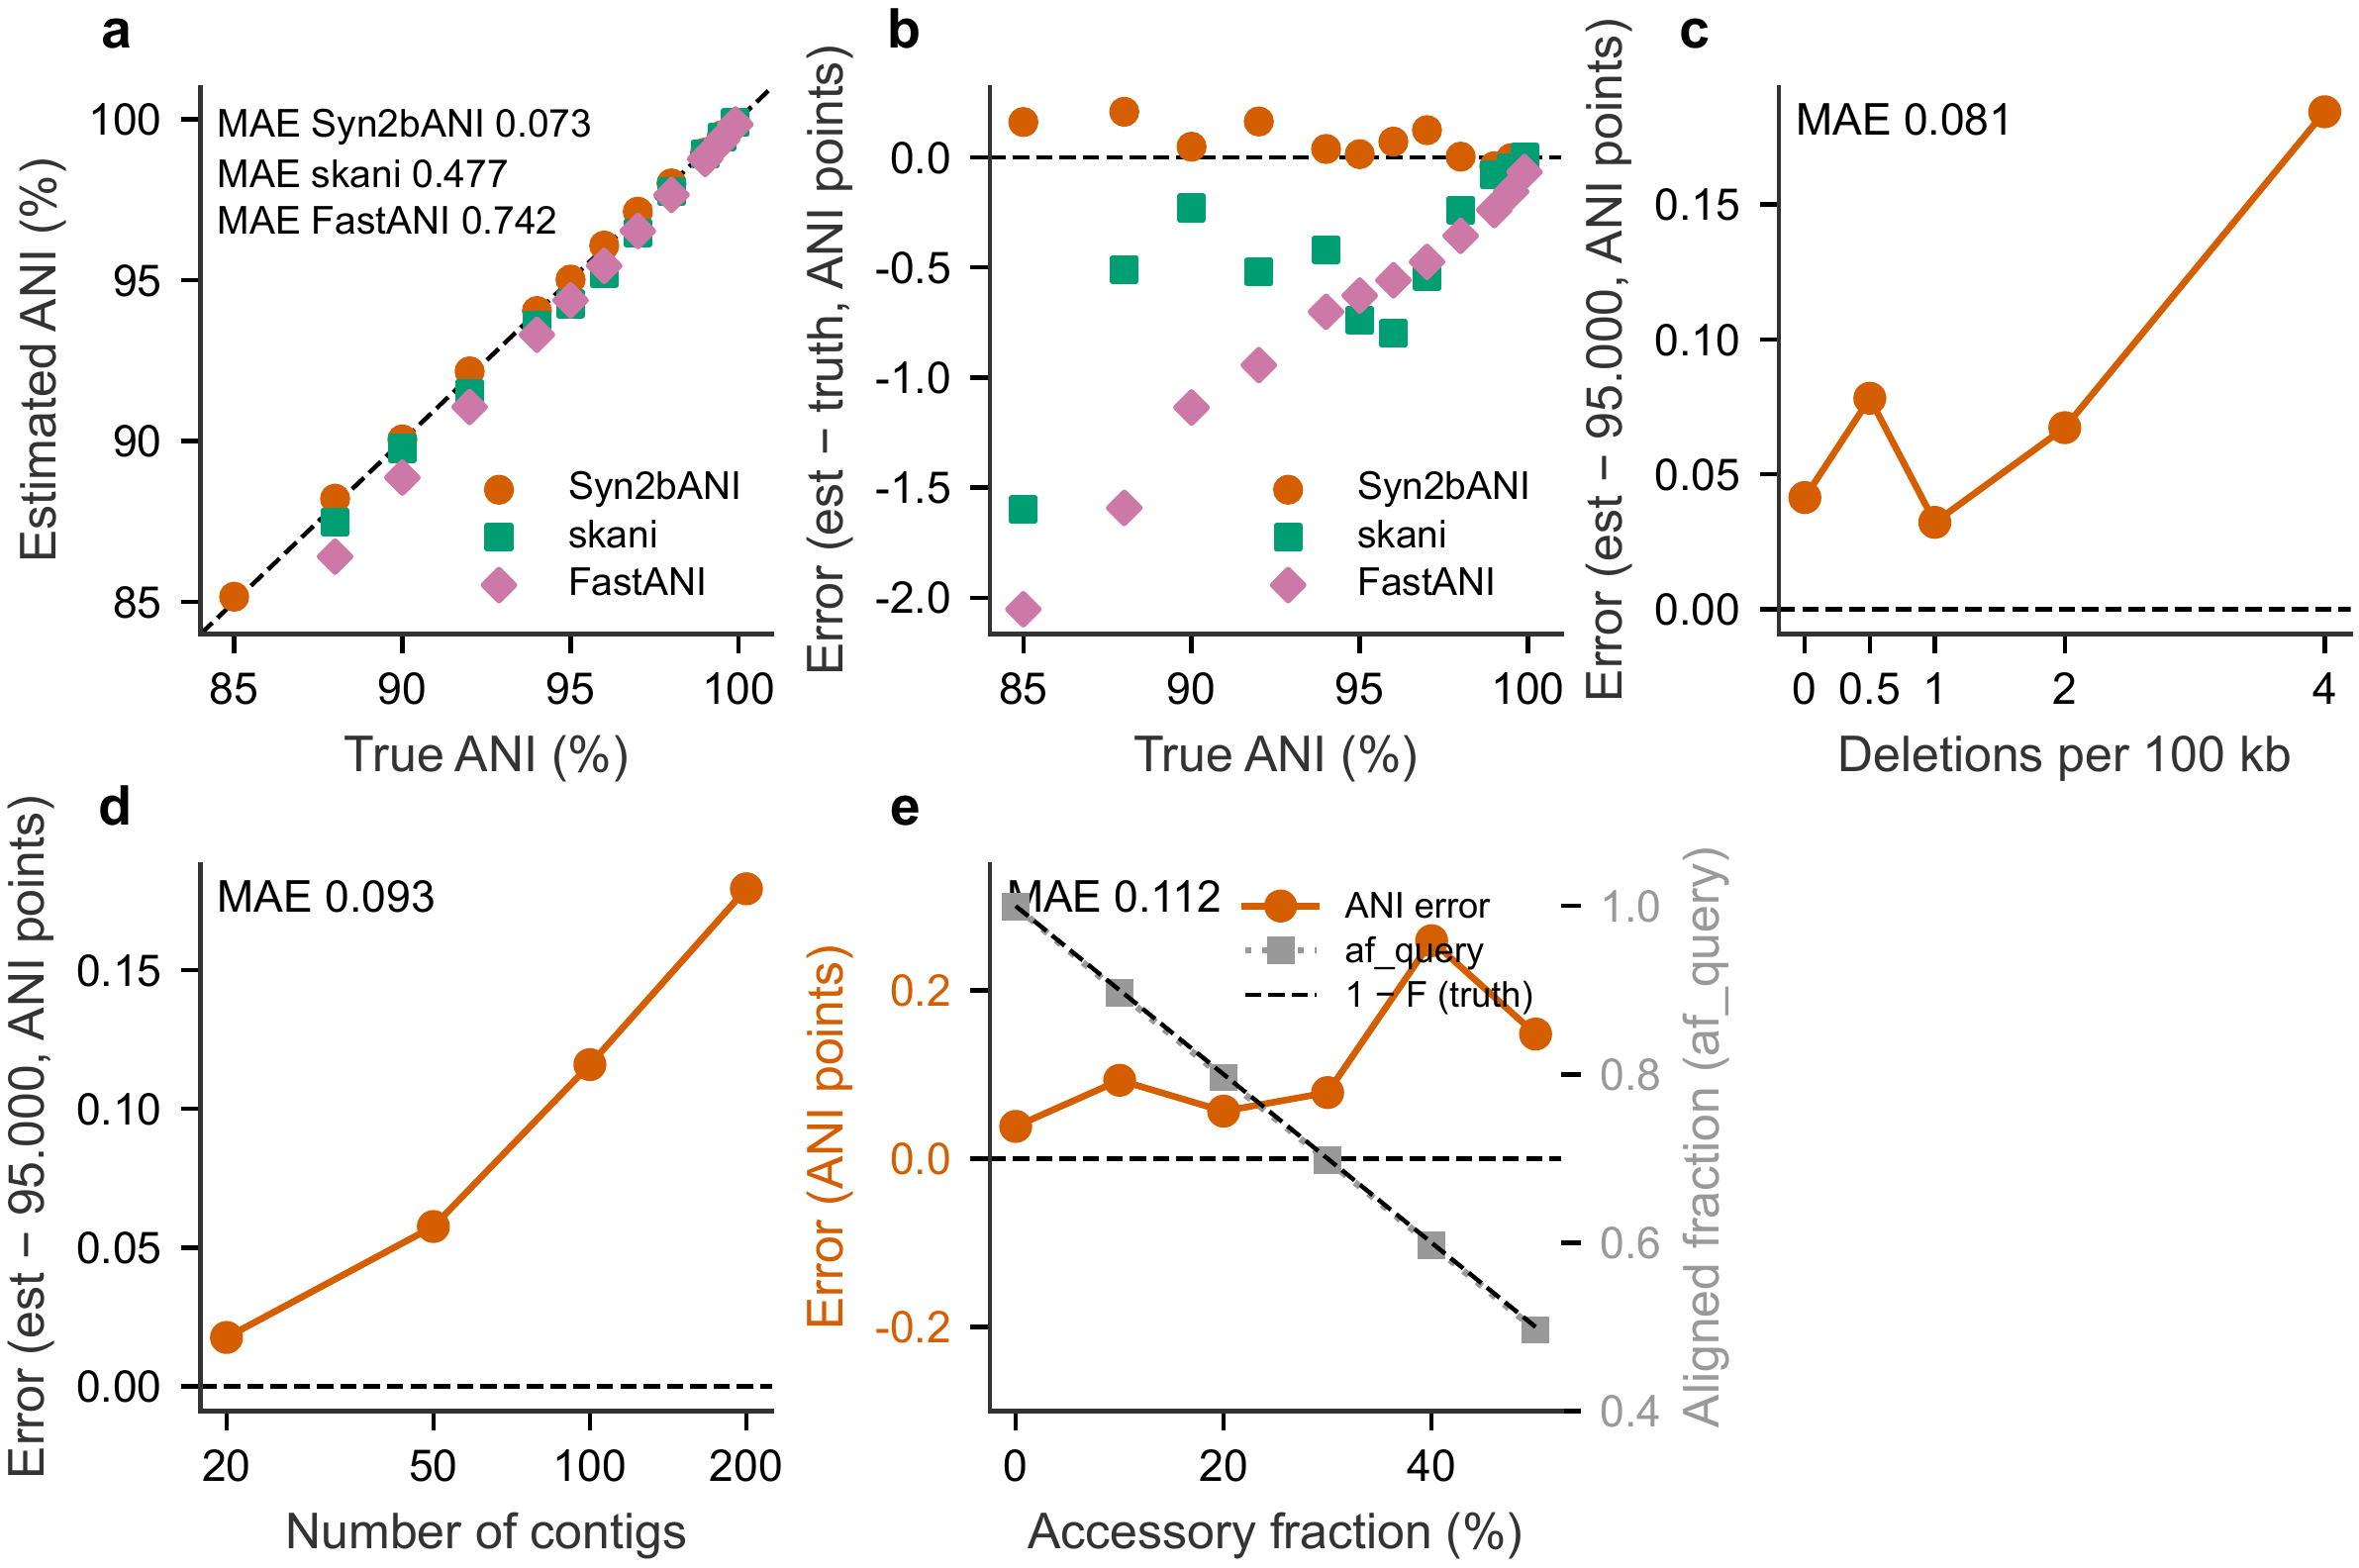 a
MAE Syn2bANI 0.073
MAE skani 0.477
MAE FastANI 0.742
Estimated ANI (%)
100
95
90
85
Syn2bANI
skani
FastANI
85
90
95
100
True ANI (%)
b
Error (est − truth, ANI points)
0.0
-0.5
-1.0
-1.5
-2.0
Syn2bANI
skani
FastANI
85
90
95
100
True ANI (%)
c
MAE 0.081
Error (est − 95.000, ANI points)
0.15
0.10
0.05
0.00
0
0.5
1
2
4
Deletions per 100 kb
d
MAE 0.093
Error (est − 95.000, ANI points)
0.15
0.10
0.05
0.00
20
50
100
200
Number of contigs
e
MAE 0.112
ANI error
af_query
1 − F (truth)
Error (ANI points)
0.2
0.0
-0.2
1.0
0.8
0.6
0.4
Aligned fraction (af_query)
0
20
40
Accessory fraction (%)